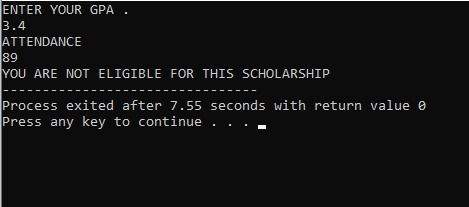 ENTER YOUR GPA .
3.4
ATTENDANCE
89
YOU ARE NOT ELIGIBLE FOR THIS SCHOLARSHIP
--------------------------------
Process exited after 7.55 seconds with return value 0
Press any key to continue . . .